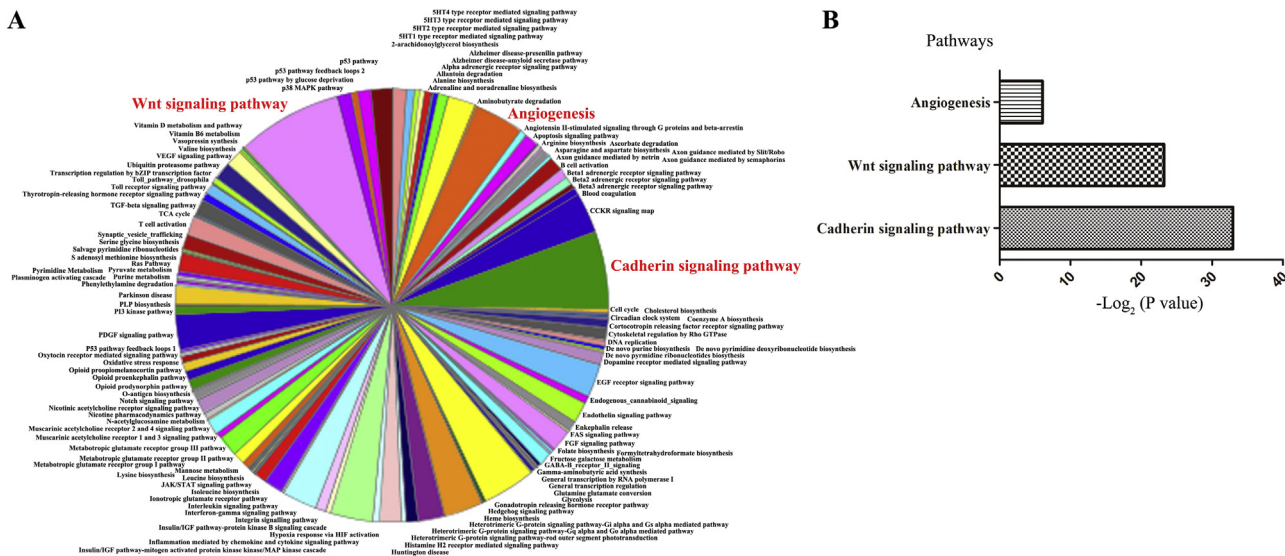 A
5HT4 type receptor mediated signaling pathway
5HT3 type receptor mediated signaling pathway
5HT2 type receptor mediated signaling pathway
5HT1 type receptor mediated signaling pathway
2-arachidonoylglycerol biosynthesis
Alzheimer disease-presenilin pathway
Alzheimer disease-amyloid secretase pathway
Alpha adrenergic receptor signaling pathway
Allantoin degradation
Alanine biosynthesis
Adrenaline and noradrenaline biosynthesis
Aminobutyrate degradation
Angiogenesis
Angiotensin II-stimulated signaling through G proteins and beta-arrestin
Apoptosis signaling pathway
Arginine biosynthesis
Ascorbate degradation
Asparagine and aspartate biosynthesis
Axon guidance mediated by Slit/Robo
Axon guidance mediated by netrin
Axon guidance mediated by semaphorins
B cell activation
Beta1 adrenergic receptor signaling pathway
Beta2 adrenergic receptor signaling pathway
Beta3 adrenergic receptor signaling pathway
Blood coagulation
CCKR signaling map
Cadherin signaling pathway
Cell cycle
Cholesterol biosynthesis
Circadian clock system
Coenzyme A biosynthesis
Cortocotropin releasing factor receptor signaling pathway
Cytoskeletal regulation by Rho GTPase
DNA replication
De novo purine biosynthesis
De novo pyrimidine deoxyribonucleotide biosynthesis
De novo pyrmidine ribonucleotides biosythesis
Dopamine receptor mediated signaling pathway
EGF receptor signaling pathway
Endogenous_cannabinoid_signaling
Endothelin signaling pathway
Enkephalin release
FAS signaling pathway
FGF signaling pathway
Folate biosynthesis
Formyltetrahydroformate biosynthesis
Fructose galactose metabolism
GABA-B_receptor_II_signaling
Gamma-aminobutyric acid synthesis
General transcription by RNA polymerase I
General transcription regulation
Glutamine glutamate conversion
Glycolysis
Gonadotropin releasing hormone receptor pathway
Hedgehog signaling pathway
Heme biosynthesis
Heterotrimeric G-protein signaling pathway-Gi alpha and Gs alpha mediated pathway
Heterotrimeric G-protein signaling pathway-Gq alpha and Go alpha mediated pathway
Heterotrimeric G-protein signaling pathway-rod outer segment phototransduction
Histamine H2 receptor mediated signaling pathway
Huntington disease
p53 pathway
p53 pathway feedback loops 2
p53 pathway by glucose deprivation
p38 MAPK pathway
Wnt signaling pathway
Vitamin D metabolism and pathway
Vitamin B6 metabolism
Vasopressin synthesis
Valine biosynthesis
VEGF signaling pathway
Ubiquitin proteasome pathway
Transcription regulation by bZIP transcription factor
Toll_pathway_drosophila
Toll receptor signaling pathway
Thyrotropin-releasing hormone receptor signaling pathway
TGF-beta signaling pathway
TCA cycle
T cell activation
Synaptic_vesicle_trafficking
Serine glycine biosynthesis
Salvage pyrimidine ribonucleotides
S adenosyl methionine biosynthesis
Ras Pathway
Pyrimidine Metabolism
Pyruvate metabolism
Plasminogen activating cascade
Purine metabolism
Phenylethylamine degradation
Parkinson disease
PLP biosynthesis
PI3 kinase pathway
PDGF signaling pathway
P53 pathway feedback loops 1
Oxytocin receptor mediated signaling pathway
Oxidative stress response
Opioid proopiomelanocortin pathway
Opioid proenkephalin pathway
Opioid prodynorphin pathway
O-antigen biosynthesis
Notch signaling pathway
Nicotinic acetylcholine receptor signaling pathway
Nicotine pharmacodynamics pathway
N-acetylglucosamine metabolism
Muscarinic acetylcholine receptor 2 and 4 signaling pathway
Muscarinic acetylcholine receptor 1 and 3 signaling pathway
Metabotropic glutamate receptor group III pathway
Metabotropic glutamate receptor group II pathway
Metabotropic glutamate receptor group I pathway
Mannose metabolism
Lysine biosynthesis
Leucine biosynthesis
JAK/STAT signaling pathway
Isoleucine biosynthesis
Ionotropic glutamate receptor pathway
Interleukin signaling pathway
Interferon-gamma signaling pathway
Integrin signalling pathway
Insulin/IGF pathway-protein kinase B signaling cascade
Hypoxia response via HIF activation
Inflammation mediated by chemokine and cytokine signaling pathway
Insulin/IGF pathway-mitogen activated protein kinase kinase/MAP kinase cascade
B
Pathways
Angiogenesis
Wnt signaling pathway
Cadherin signaling pathway
0 10 20 30 40
-Log2 (P value)